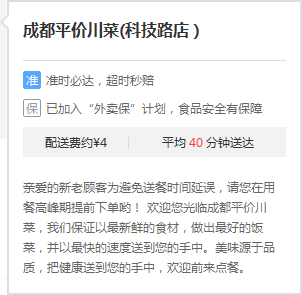 成都平价川菜(科技路店 )
准 准时必达，超时秒赔
保 已加入“外卖保”计划，食品安全有保障
配送费约¥4 平均 40 分钟送达
亲爱的新老顾客为避免送餐时间延误，请您在用
餐高峰期提前下单哟！ 欢迎您光临成都平价川
菜，我们保证以最新鲜的食材，做出最好的饭
菜，并以最快的速度送到您的手中。美味源于品
质，把健康送到您的手中，欢迎前来点餐。